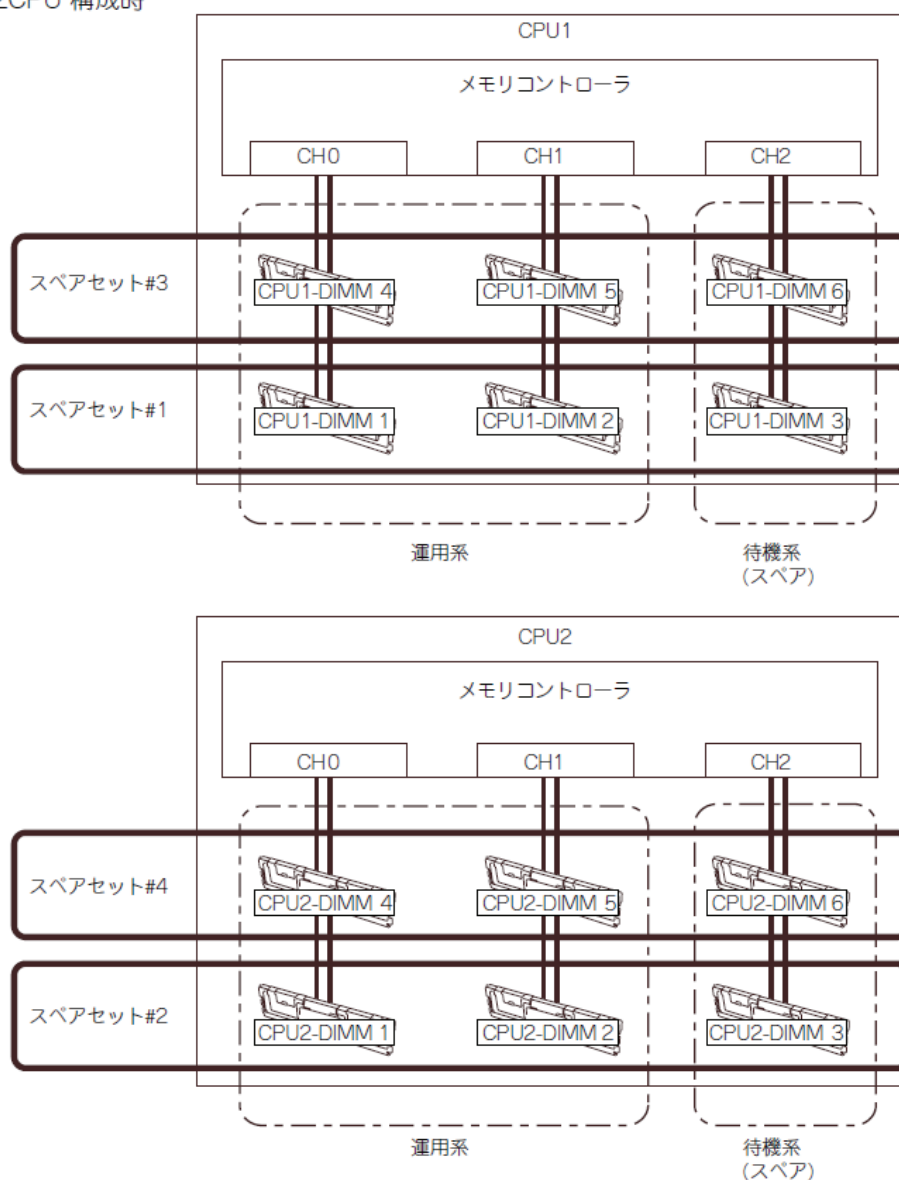 2CPU 構成時
CPU1
メモリコントローラ
CH0 CH1 CH2
スペアセット#3
CPU1-DIMM 4 CPU1-DIMM 5 CPU1-DIMM 6
スペアセット#1
CPU1-DIMM 1 CPU1-DIMM 2 CPU1-DIMM 3
運用系 待機系
(スペア)
CPU2
メモリコントローラ
CH0 CH1 CH2
スペアセット#4
CPU2-DIMM 4 CPU2-DIMM 5 CPU2-DIMM 6
スペアセット#2
CPU2-DIMM 1 CPU2-DIMM 2 CPU2-DIMM 3
運用系 待機系
(スペア)